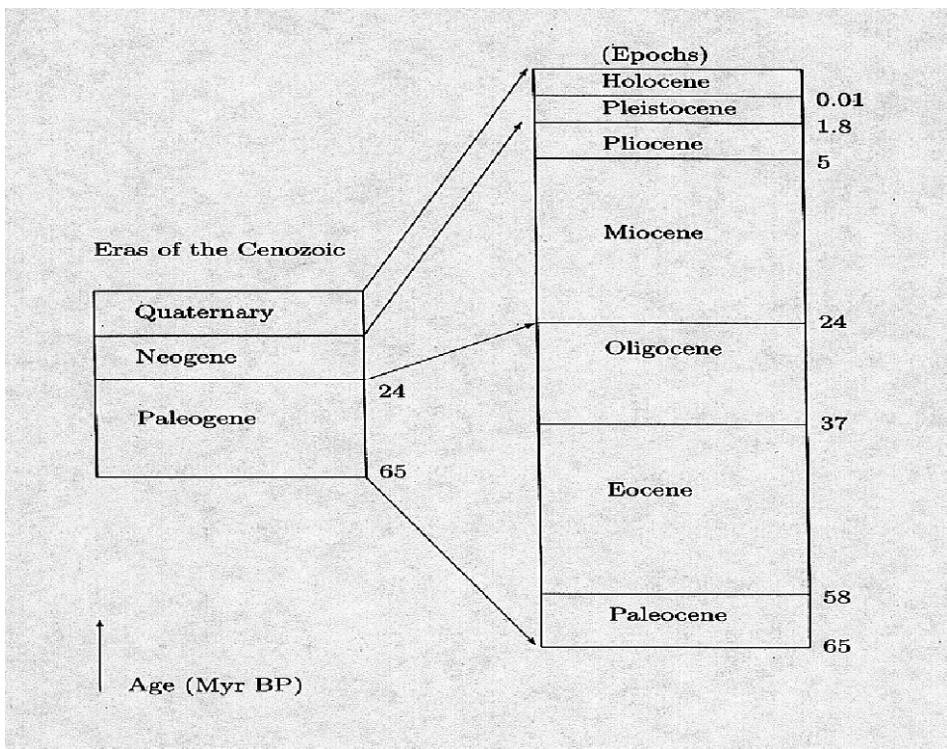 (Epochs)
Holocene
0.01
Pleistocene
1.8
Pliocene
5
Miocene
Eras of the Cenozoic
Quaternary
Neogene
24
Paleogene
65
24
Oligocene
37
Eocene
58
Paleocene
65
Age (Myr BP)